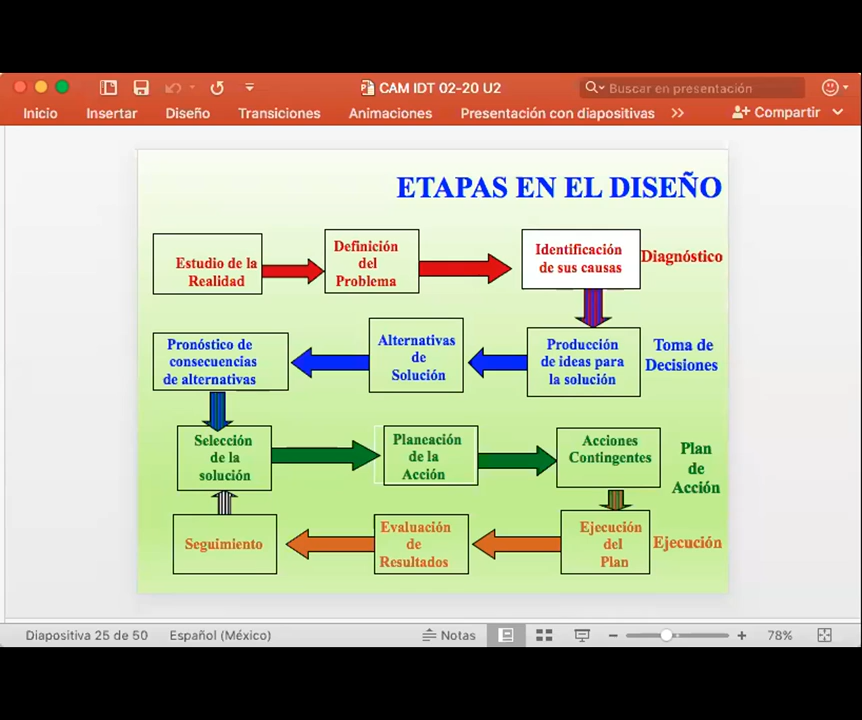 CAM IDT 02-20 U2
Buscar en presentación
Inicio
Insertar
Diseño
Transiciones
Animaciones
Presentación con diapositivas
Compartir
ETAPAS EN EL DISEÑO
Estudio de la
Realidad
Definición
del
Problema
Identificación
de sus causas
Diagnóstico
Pronóstico de
consecuencias
de alternativas
Alternativas
de
Solución
Producción
de ideas para
la solución
Toma de
Decisiones
Selección
de la
solución
Planeación
de la
Acción
Acciones
Contingentes
Plan
de
Acción
Seguimiento
Evaluación
de
Resultados
Ejecución
del
Plan
Ejecución
Diapositiva 25 de 50
Español (México)
Notas
78%